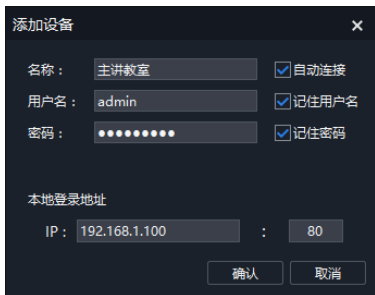 添加设备 ×
名称： 主讲教室 自动连接
用户名： admin 记住用户名
密码： ●●●●●●●●● 记住密码
本地登录地址
IP： 192.168.1.100 : 80
确认 取消